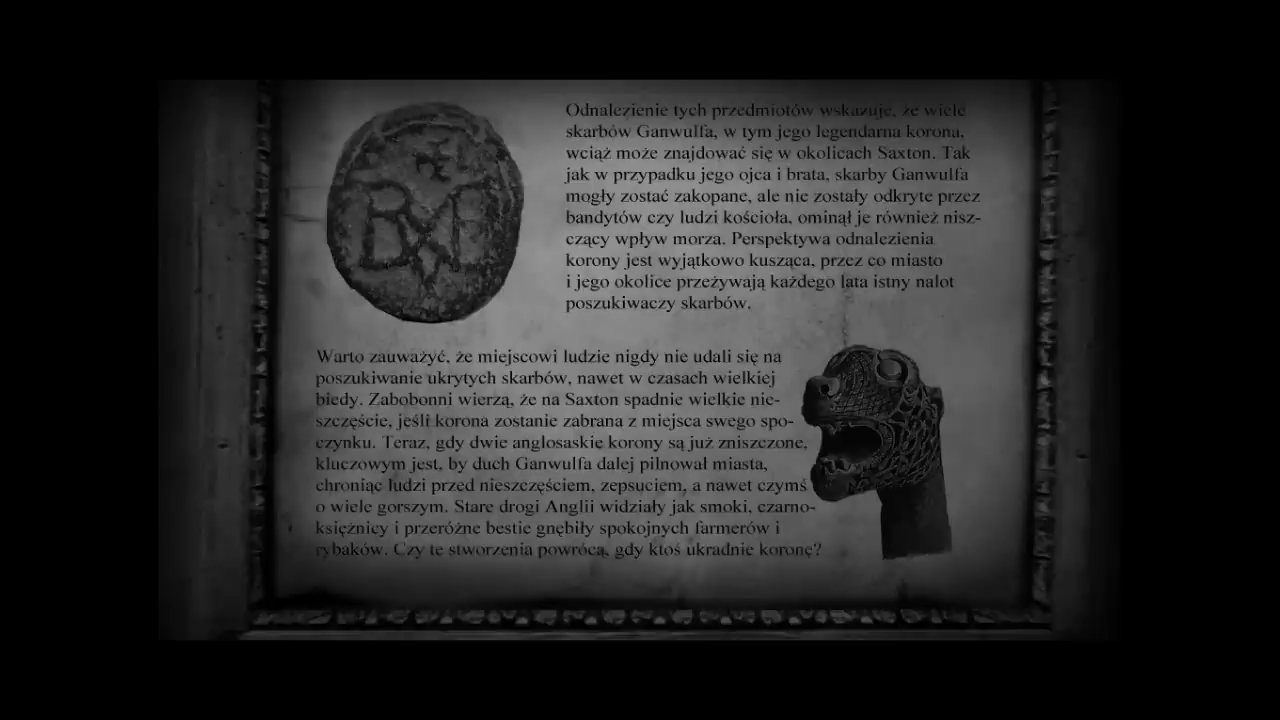 Odnalezienie tych przedmiotów wskazuje, że wiele
skarbów Ganwulfa, w tym jego legendarna korona,
wciąż może znajdować się w okolicach Saxton. Tak
jak w przypadku jego ojca i brata, skarby Ganwulfa
mogły zostać zakopane, ale nie zostały odkryte przez
bandytów czy ludzi kościoła, ominął je również nisz-
czący wpływ morza. Perspektywa odnalezienia
korony jest wyjątkowo kusząca, przez co miasto
i jego okolice przeżywają każdego lata istny nalot
poszukiwaczy skarbów.
Warto zauważyć, że miejscowi ludzie nigdy nie udali się na
poszukiwanie ukrytych skarbów, nawet w czasach wielkiej
biedy. Zabobonni wierzą, że na Saxton spadnie wielkie nie-
szczęście, jeśli korona zostanie zabrana z miejsca swego spo-
czynku. Teraz, gdy dwie anglosaskie korony są już zniszczone,
kluczowym jest, by duch Ganwulfa dalej pilnował miasta,
chroniąc ludzi przed nieszczęściem, zepsuciem, a nawet czymś
o wiele gorszym. Stare drogi Anglii widziały jak smoki, czarno-
księżnicy i przeróżne bestie gnębiły spokojnych farmerów i
rybaków. Czy te stworzenia powrócą, gdy ktoś ukradnie koronę?